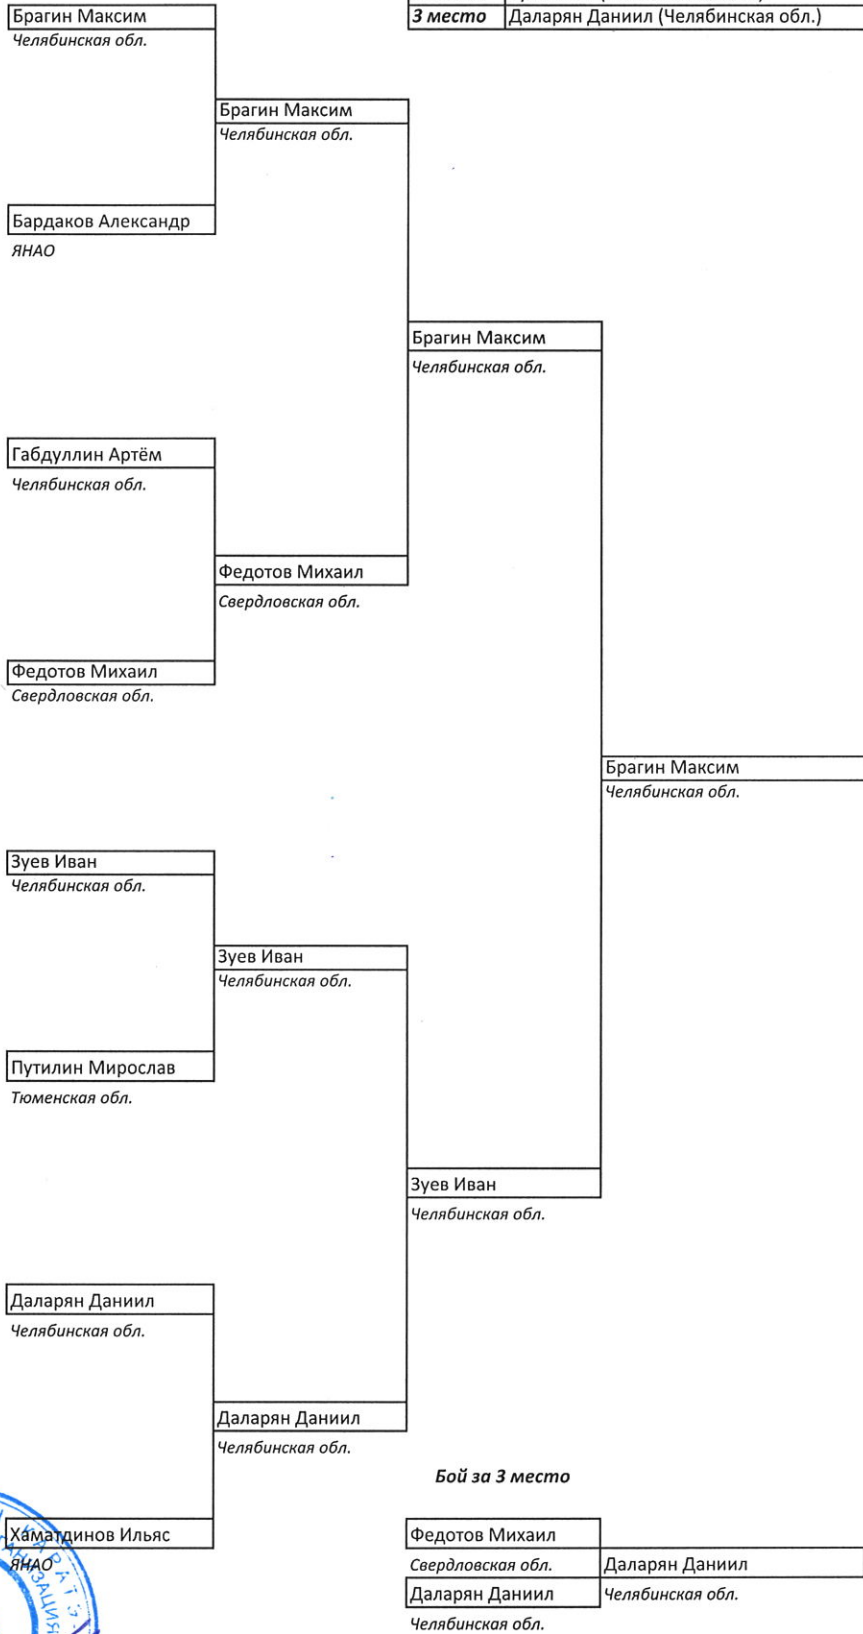 3 место Даларян Даниил (Челябинская обл.)
Брагин Максим
Челябинская обл.
Брагин Максим
Челябинская обл.
Бардаков Александр
ЯНАО
Брагин Максим
Челябинская обл.
Габдуллин Артём
Челябинская обл.
Федотов Михаил
Свердловская обл.
Федотов Михаил
Свердловская обл.
Брагин Максим
Челябинская обл.
Зуев Иван
Челябинская обл.
Зуев Иван
Челябинская обл.
Путилин Мирослав
Тюменская обл.
Зуев Иван
Челябинская обл.
Даларян Даниил
Челябинская обл.
Даларян Даниил
Челябинская обл.
Бой за 3 место
Хаматдинов Ильяс
ЯНАО
Федотов Михаил
Свердловская обл.
Даларян Даниил
Даларян Даниил
Челябинская обл.
Челябинская обл.